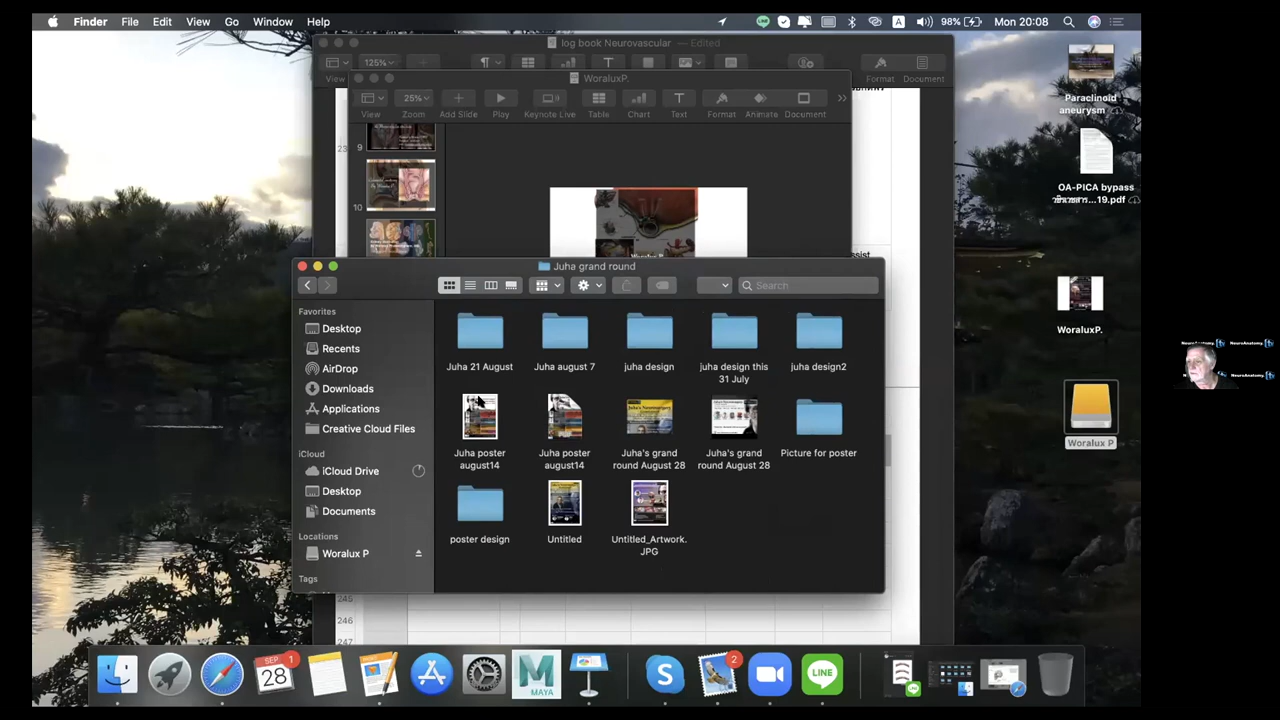 Finder File Edit View Go Window Help
A 98% Mon 20:08
log book Neurovascular — Edited
125%
View
Format Document
WoraluxP.
25%
View Zoom Add Slide Play Keynote Live Table Chart Text Format Animate Document
9
10
Juha grand round
Search
Favorites
Desktop
Recents
AirDrop
Downloads
Applications
Creative Cloud Files
iCloud
iCloud Drive
Desktop
Documents
Locations
Woralux P
Tags
Juha 21 August
Juha august 7
juha design
juha design this
31 July
juha design2
Juha poster
august14
Juha poster
august14
Juha's grand
round August 28
Juha's grand
round August 28
Picture for poster
poster design
Untitled
Untitled_Artwork.
JPG
245
246
247
Paraclinoid
aneurysm
OA-PICA bypass
WoraluxP.
Woralux P
SEP 1
28
MAYA
2
LINE